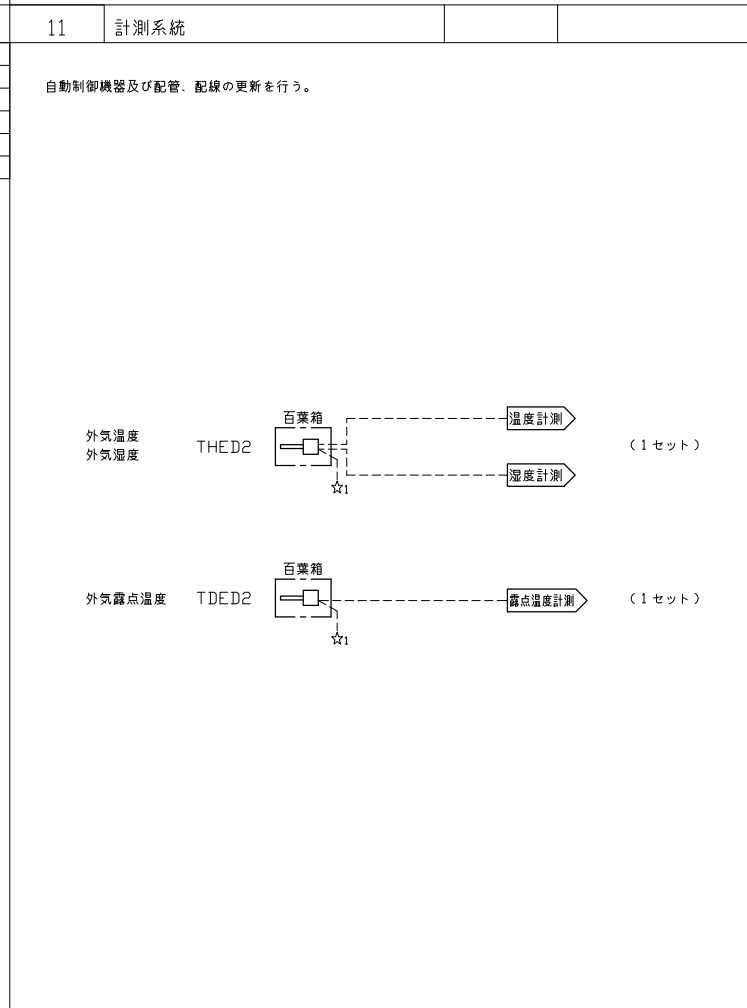 11 計測系統
自動制御機器及び配管、配線の更新を行う。
百葉箱
温度計測
外気温度
外気湿度
THED2
(1セット)
湿度計測
☆1
百葉箱
外気露点温度
TDED2
露点温度計測
(1セット)
☆1